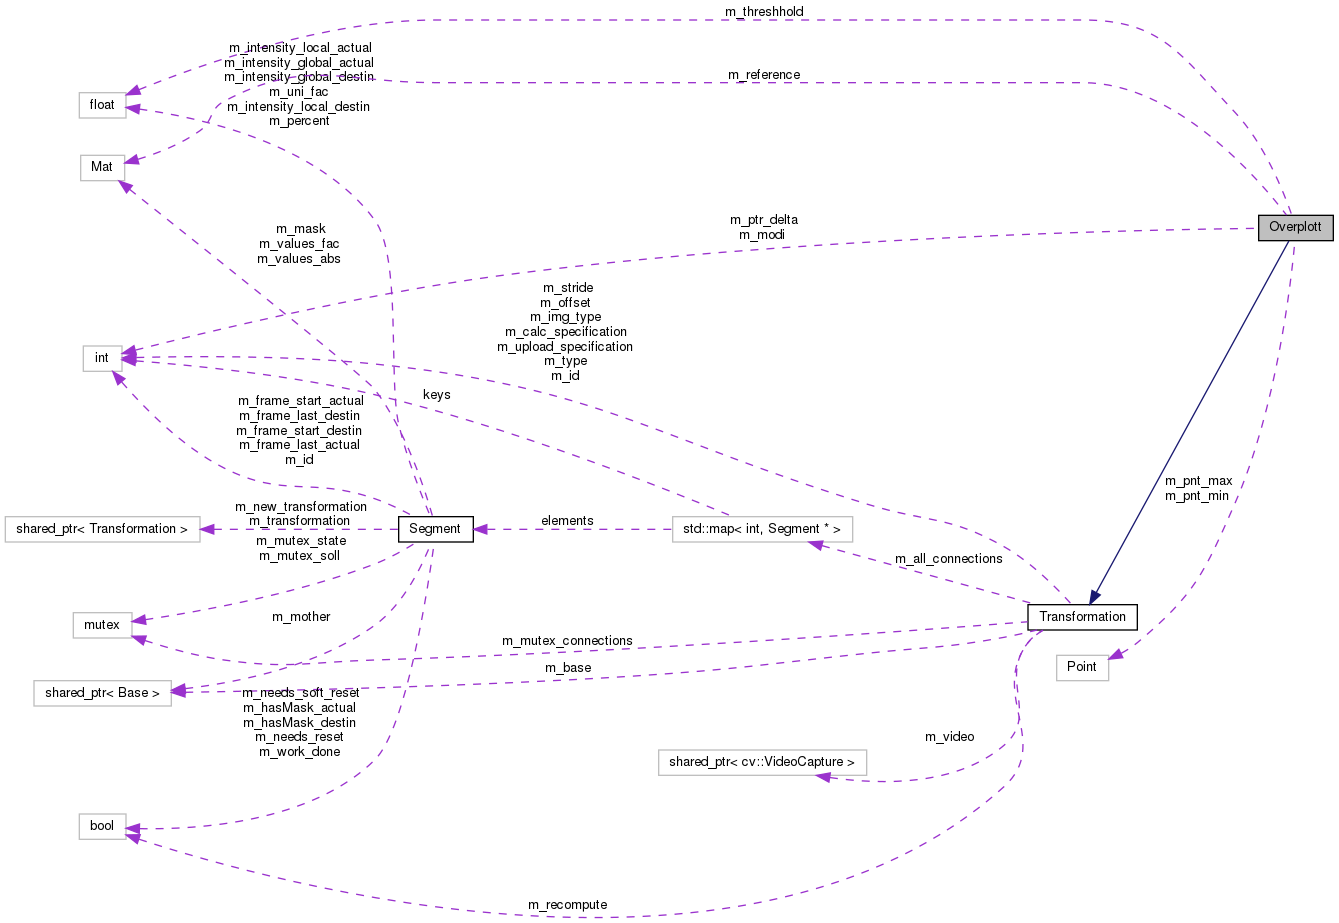 m_threshhold
m_intensity_local_actual
m_intensity_global_actual
m_intensity_global_destin
m_uni_fac
m_intensity_local_destin
m_percent
m_reference
float
Mat
m_ptr_delta
m_modi
Overplott
m_mask
m_values_fac
m_values_abs
m_stride
m_offset
m_img_type
m_calc_specification
m_upload_specification
m_type
m_id
int
keys
m_frame_start_actual
m_frame_last_destin
m_frame_start_destin
m_frame_last_actual
m_id
m_pnt_max
m_pnt_min
m_new_transformation
m_transformation
shared_ptr< Transformation >
Segment
elements
std::map< int, Segment * >
m_mutex_state
m_mutex_soll
m_all_connections
mutex
m_mother
Transformation
m_mutex_connections
m_base
Point
shared_ptr< Base >
m_needs_soft_reset
m_hasMask_actual
m_hasMask_destin
m_needs_reset
m_work_done
m_video
shared_ptr< cv::VideoCapture >
bool
m_recompute